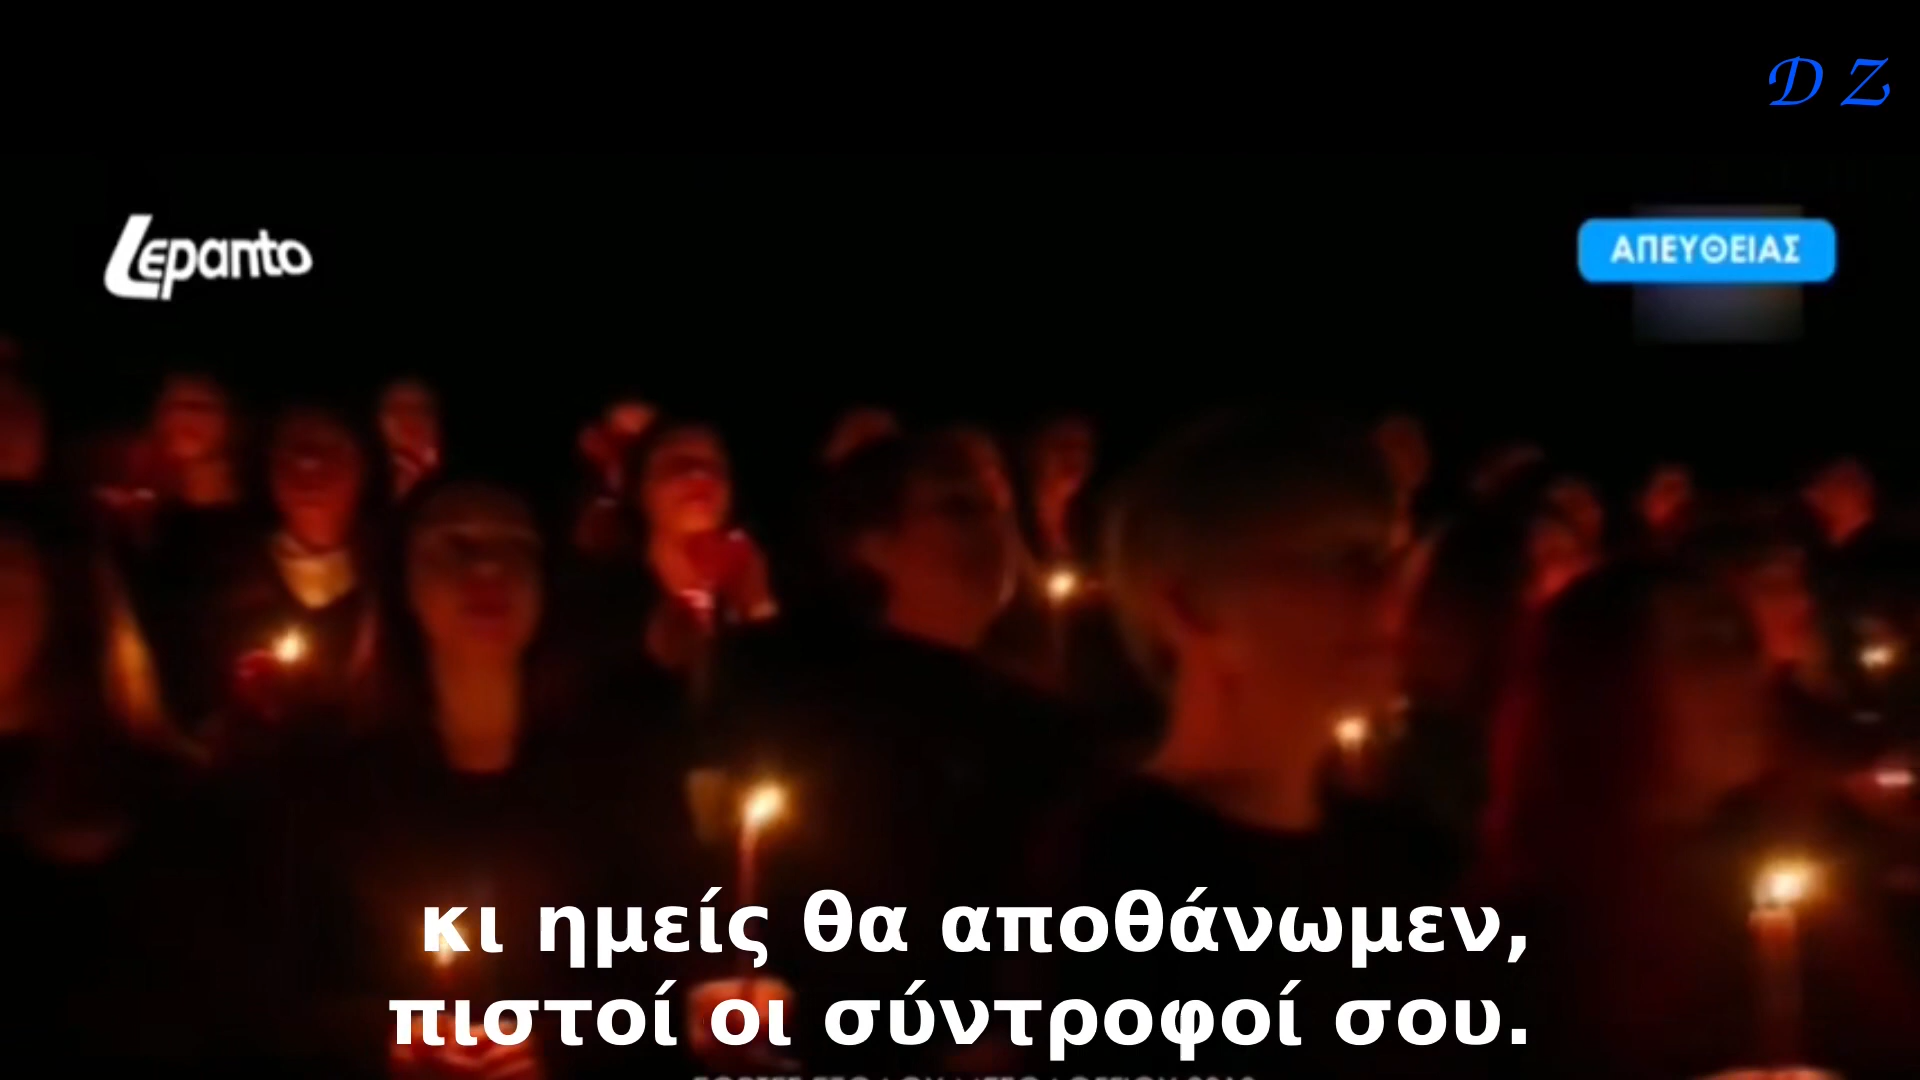 D Z
Lepanto
ΑΠΕΥΘΕΙΑΣ
κι ημείς θα αποθάνωμεν,
πιστοί οι σύντροφοί σου.